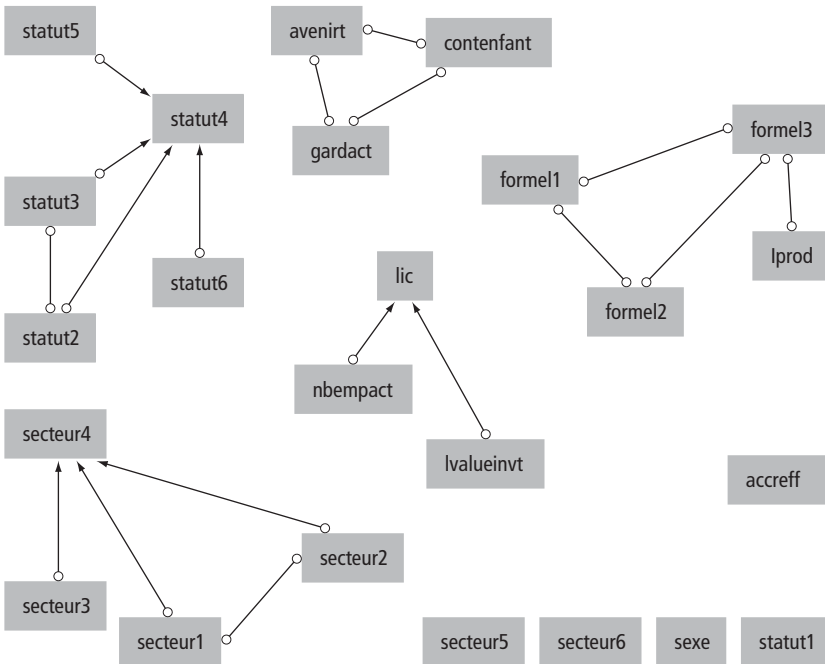 statut5
avenirt
contenfant
statut4
formel3
gardact
formel1
statut3
lprod
lic
statut6
formel2
statut2
nbempact
secteur4
lvalueinvt
accreff
secteur2
secteur3
secteur1
secteur5
secteur6
sexe
statut1